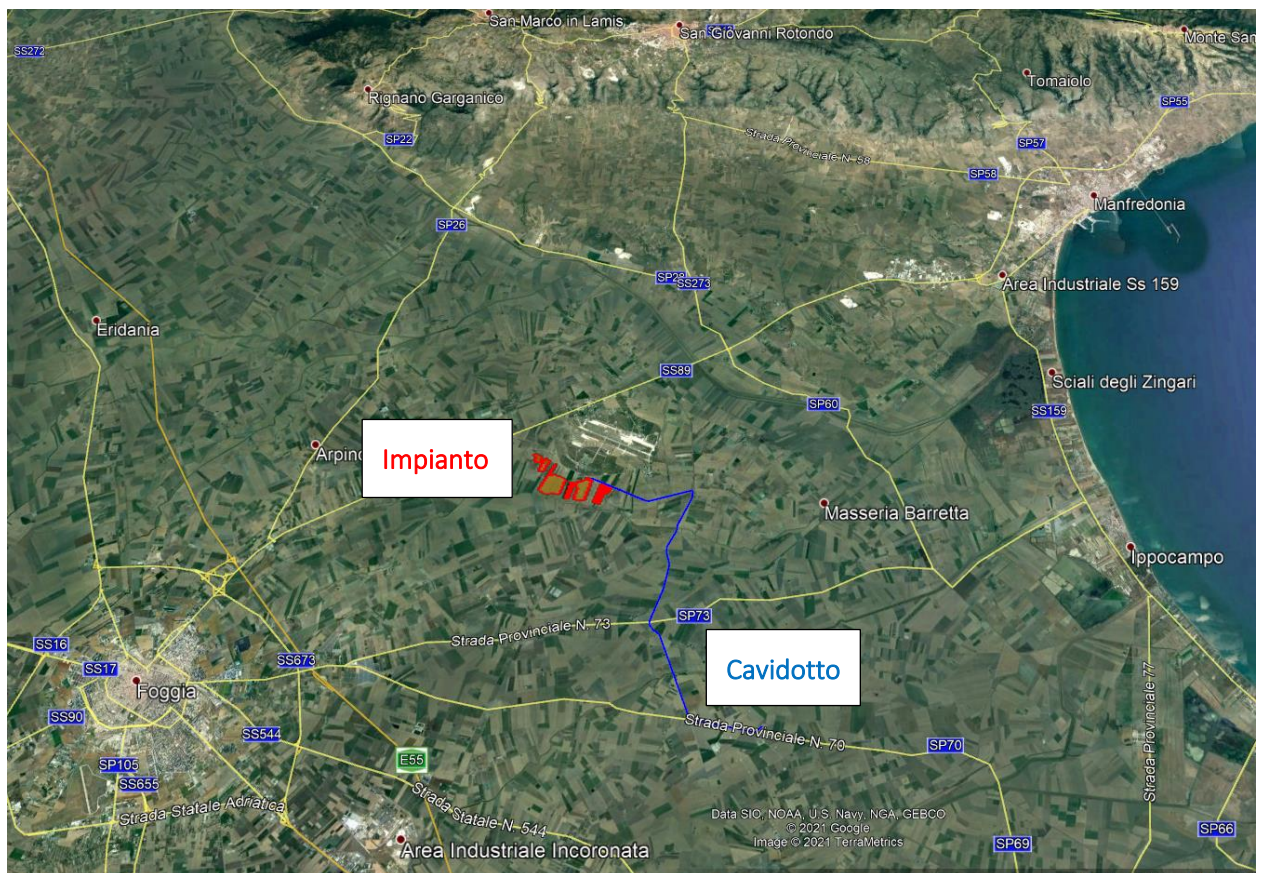 San Marco in Lamis
San Giovanni Rotondo
Monte San
SS272
Tomaiolo
Rignano Garganico
SP55
SP22
Strada Provinciale N. 58
SP57
SP58
Manfredonia
SP26
SP28
SS273
Area Industriale Ss 159
Eridania
SS89
Sciali degli Zingari
SP60
SS159
Arpino
Impianto
Masseria Barretta
Ippocampo
SP73
Strada Provinciale N. 73
SS16
SS673
SS17
Cavidotto
Foggia
SS90
SS544
Strada Provinciale N. 70
SP70
Strada Provinciale 77
SP105
E55
SS655
Strada Statale Adriatica
Strada Statale N. 544
Data SIO, NOAA, U.S. Navy, NGA, GEBCO
© 2021 Google
Image © 2021 TerraMetrics
SP66
SP69
Area Industriale Incoronata